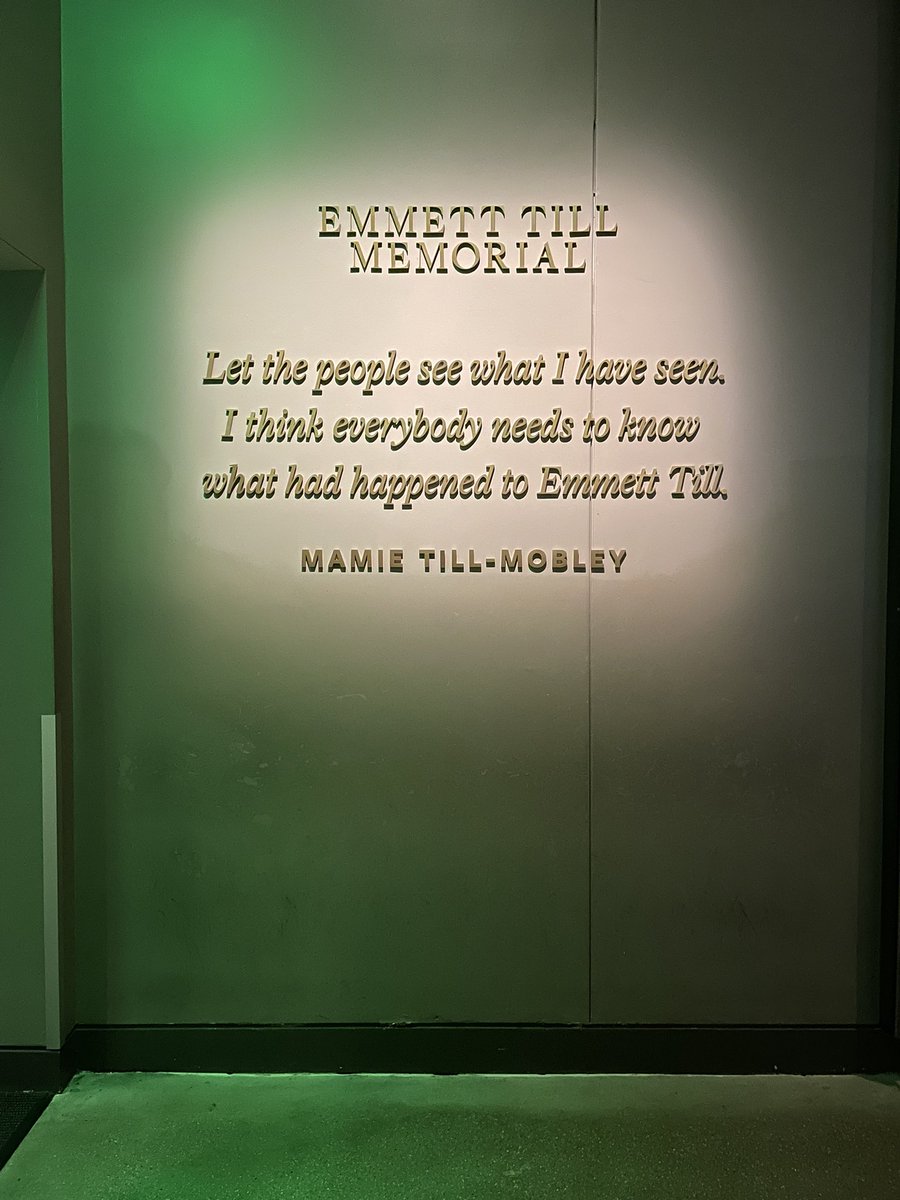 EMMETT TILL
MEMORIAL
Let the people see what I have seen.
I think everybody needs to know
what had happened to Emmett Till.
MAMIE TILL-MOBLEY